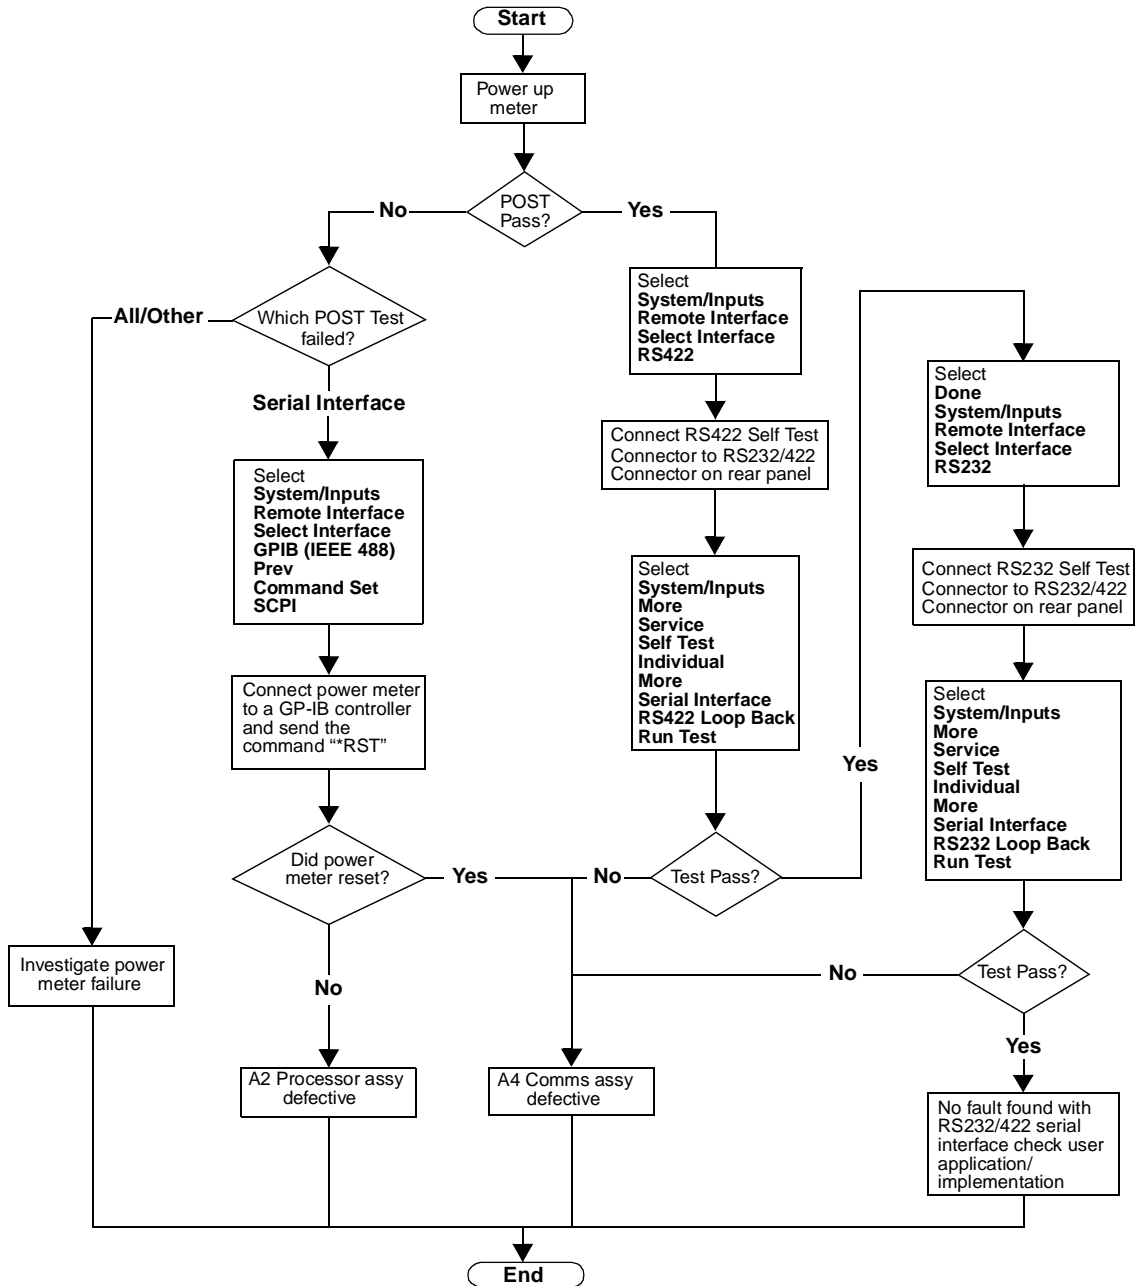 Start
Power up
meter
POST
Pass?
No
Yes
Which POST Test
failed?
All/Other
Serial Interface
Select
System/Inputs
Remote Interface
Select Interface
GPIB (IEEE 488)
Prev
Command Set
SCPI
Connect power meter
to a GP-IB controller
and send the
command “*RST”
Did power
meter reset?
Yes
No
Investigate power
meter failure
A2 Processor assy
defective
A4 Comms assy
defective
Select
System/Inputs
Remote Interface
Select Interface
RS422
Connect RS422 Self Test
Connector to RS232/422
Connector on rear panel
Select
System/Inputs
More
Service
Self Test
Individual
More
Serial Interface
RS422 Loop Back
Run Test
Test Pass?
No
Yes
Select
Done
System/Inputs
Remote Interface
Select Interface
RS232
Connect RS232 Self Test
Connector to RS232/422
Connector on rear panel
Select
System/Inputs
More
Service
Self Test
Individual
More
Serial Interface
RS232 Loop Back
Run Test
Test Pass?
No
Yes
No fault found with
RS232/422 serial
interface check user
application/
implementation
End